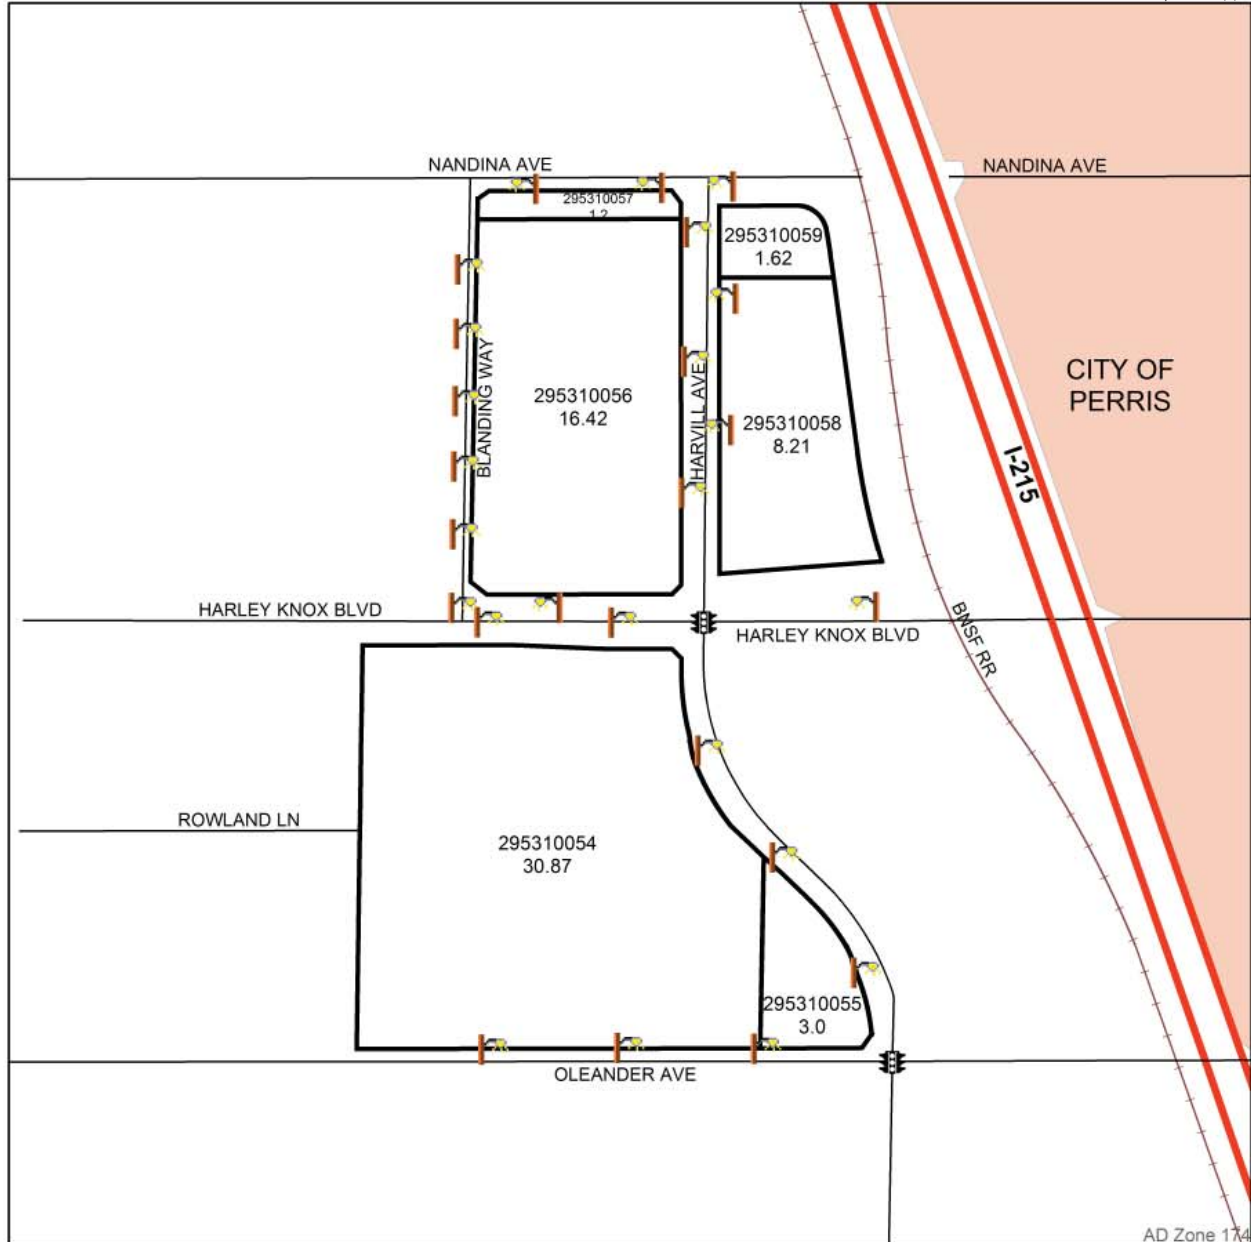 NANDINA AVE
NANDINA AVE
295310057
1.2
295310059
1.62
CITY OF
PERRIS
BLANDING WAY
295310056
16.42
HARVILL AVE
295310058
8.21
I-215
HARLEY KNOX BLVD
HARLEY KNOX BLVD
BNSF RR
ROWLAND LN
295310054
30.87
295310055
3.0
OLEANDER AVE
AD Zone 174